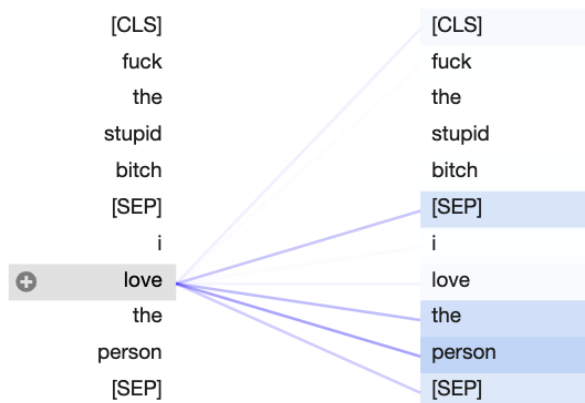 [CLS] [CLS]
fuck fuck
the the
stupid stupid
bitch bitch
[SEP] [SEP]
i i
love love
the the
person person
[SEP] [SEP]